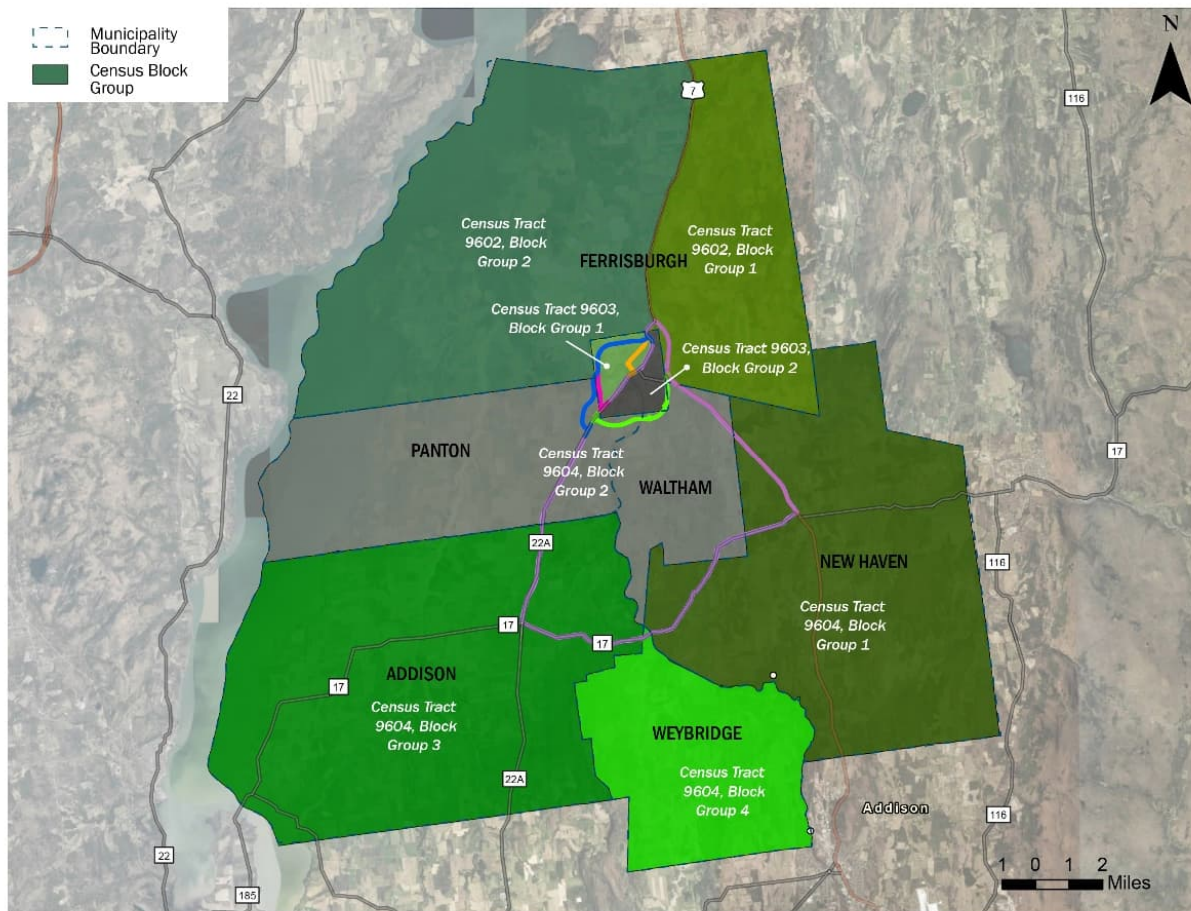 Municipality
Boundary
Census Block
Group
N
7
116
Census Tract
9602, Block
Group 2
Census Tract
9602, Block
Group 1
FERRISBURGH
Census Tract 9603,
Block Group 1
Census Tract 9603,
Block Group 2
22
17
PANTON
Census Tract
9604, Block
Group 2
WALTHAM
22A
NEW HAVEN
116
17
17
Census Tract
9604, Block
Group 1
ADDISON
17
Census Tract
9604, Block
Group 3
WEYBRIDGE
Census Tract
9604, Block
Group 4
22A
Addison
116
22
185
1 0 1 2
Miles